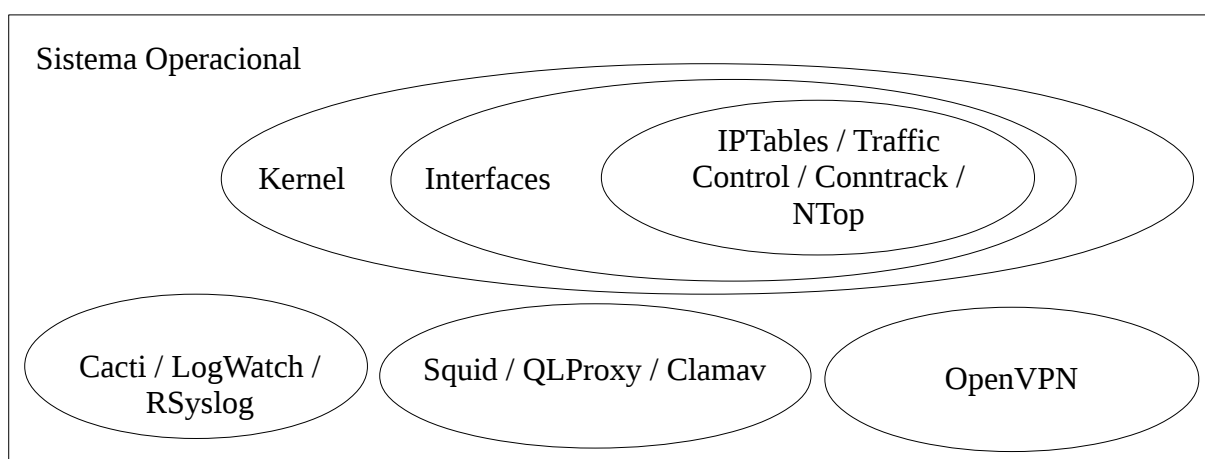 Sistema Operacional
Kernel
Interfaces
IPTables / Traffic
Control / Conntrack /
NTop
Cacti / LogWatch /
RSyslog
Squid / QLProxy / Clamav
OpenVPN